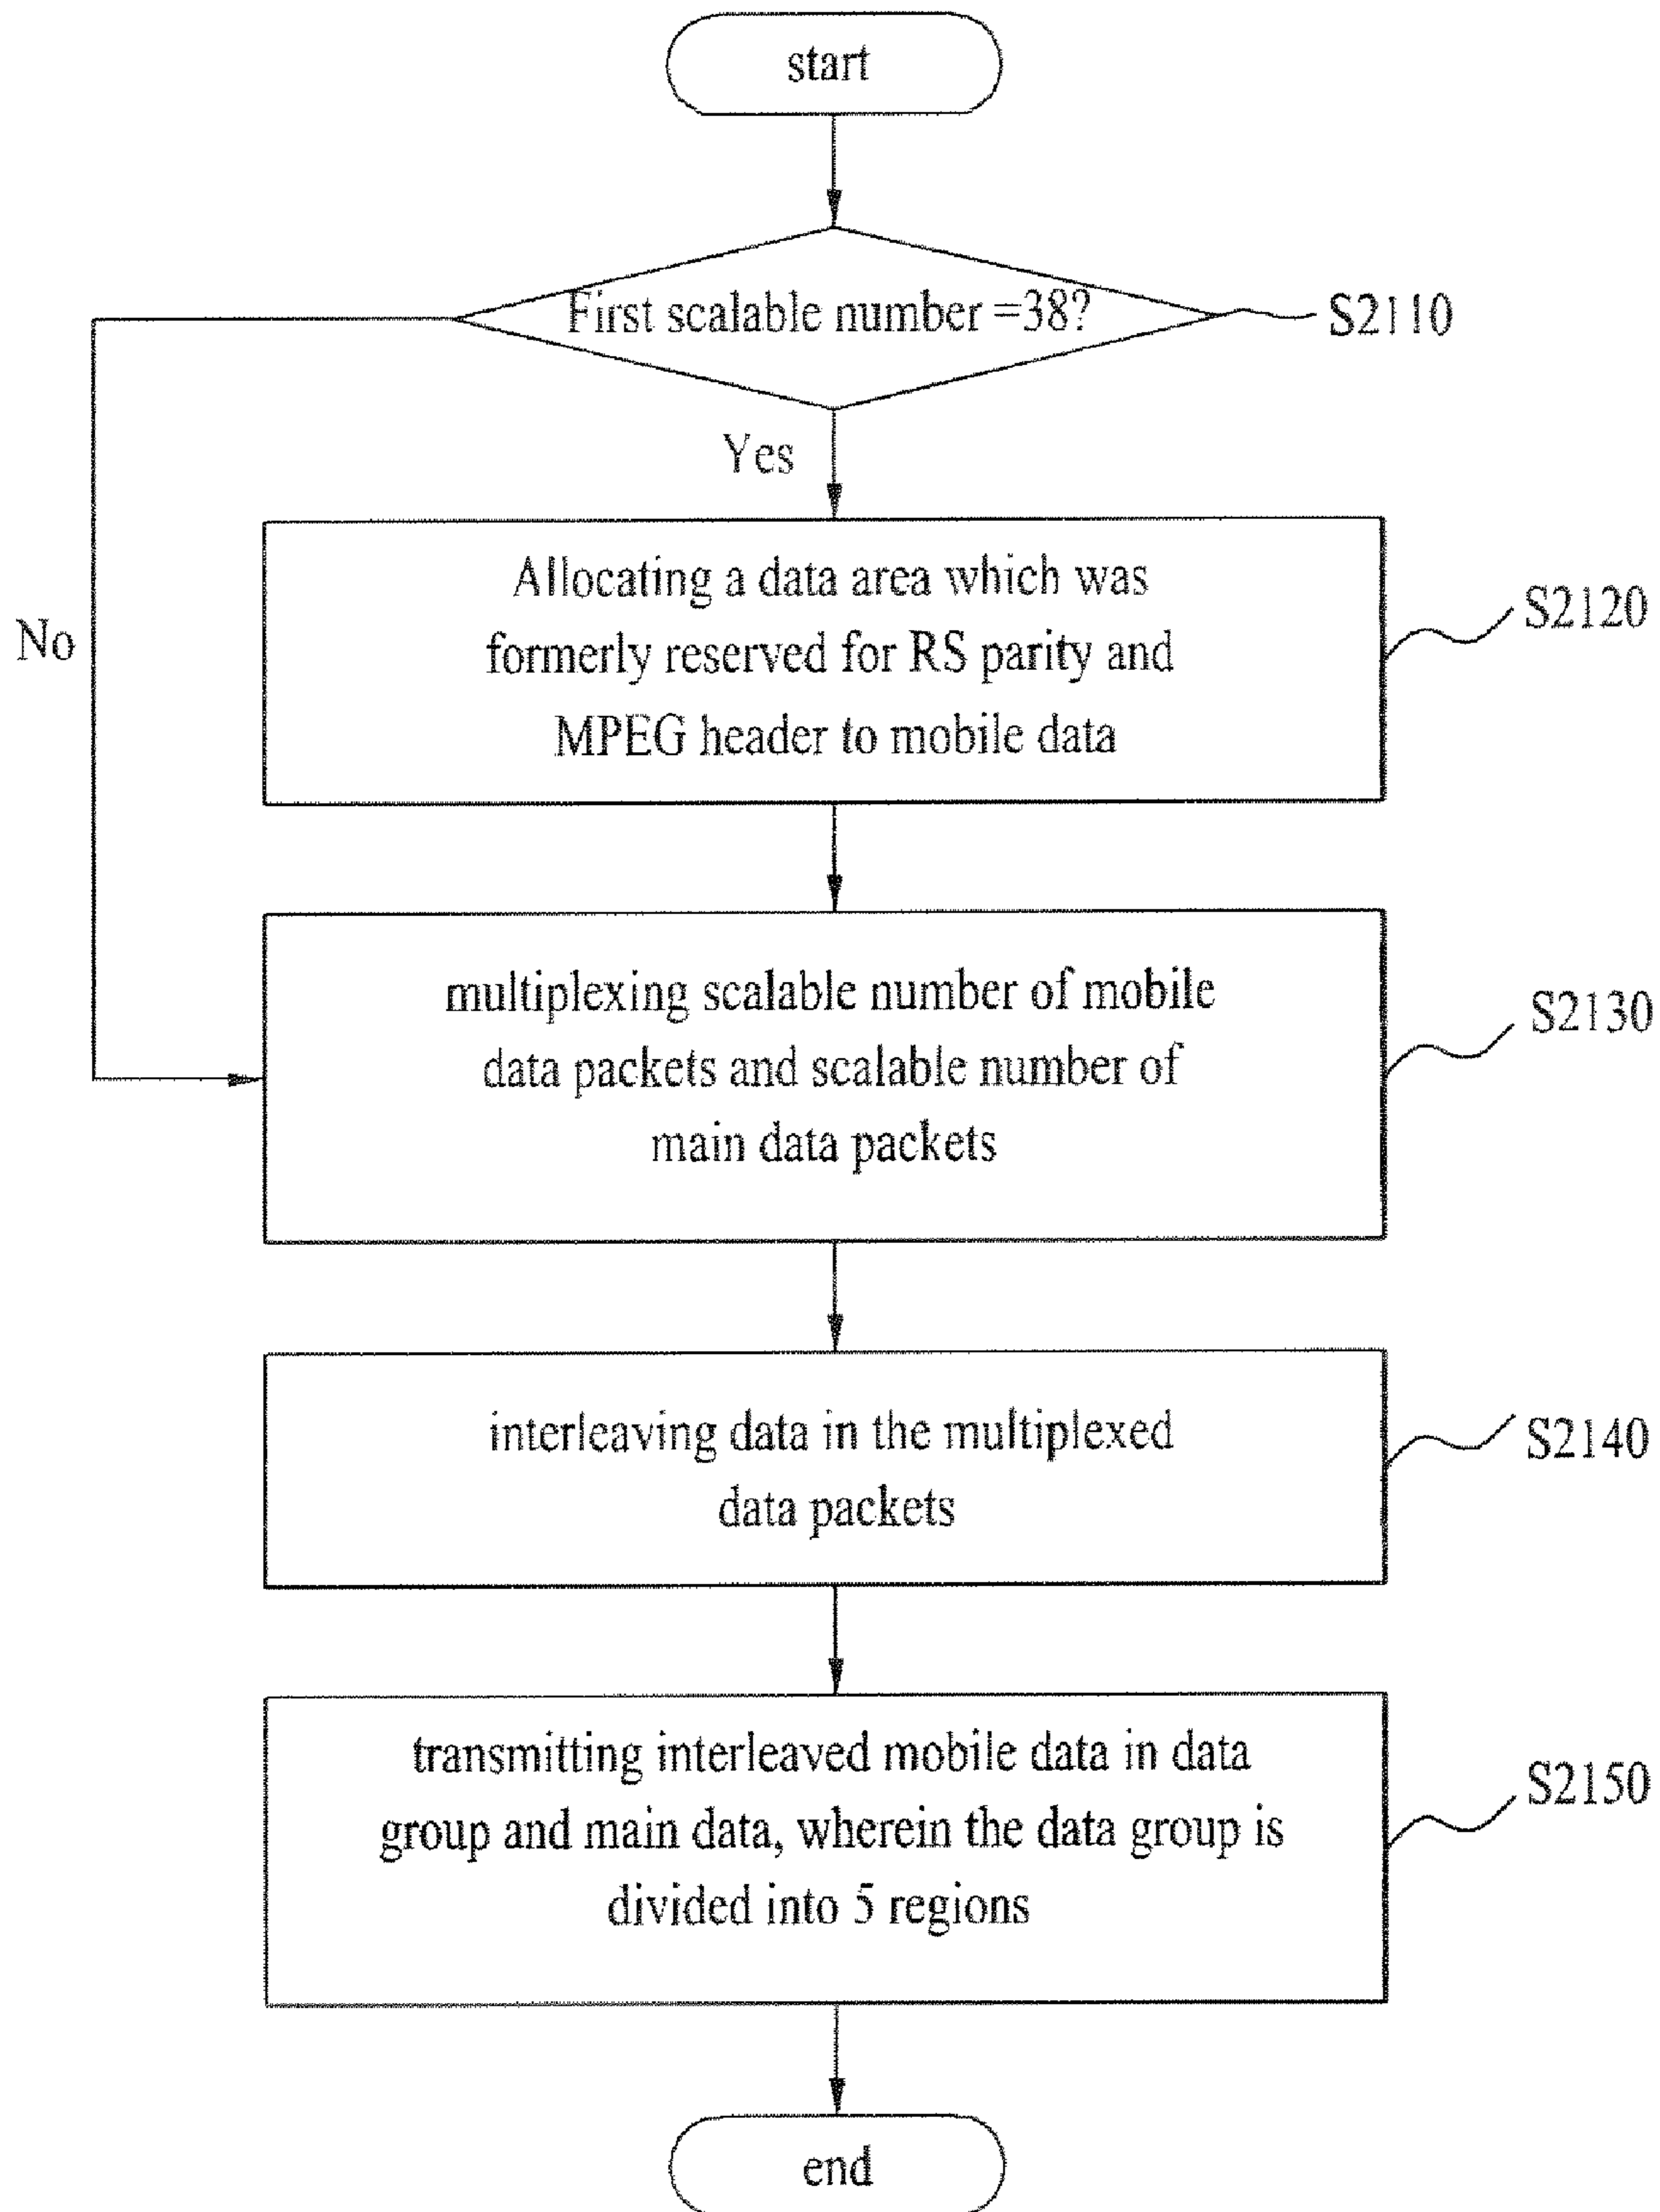 start
First scalable number =38?
S2110
Yes
No
Allocating a data area which was
formerly reserved for RS parity and
MPEG header to mobile data
S2120
multiplexing scalable number of mobile
data packets and scalable number of
main data packets
S2130
interleaving data in the multiplexed
data packets
S2140
transmitting interleaved mobile data in data
group and main data, wherein the data group is
divided into 5 regions
S2150
end